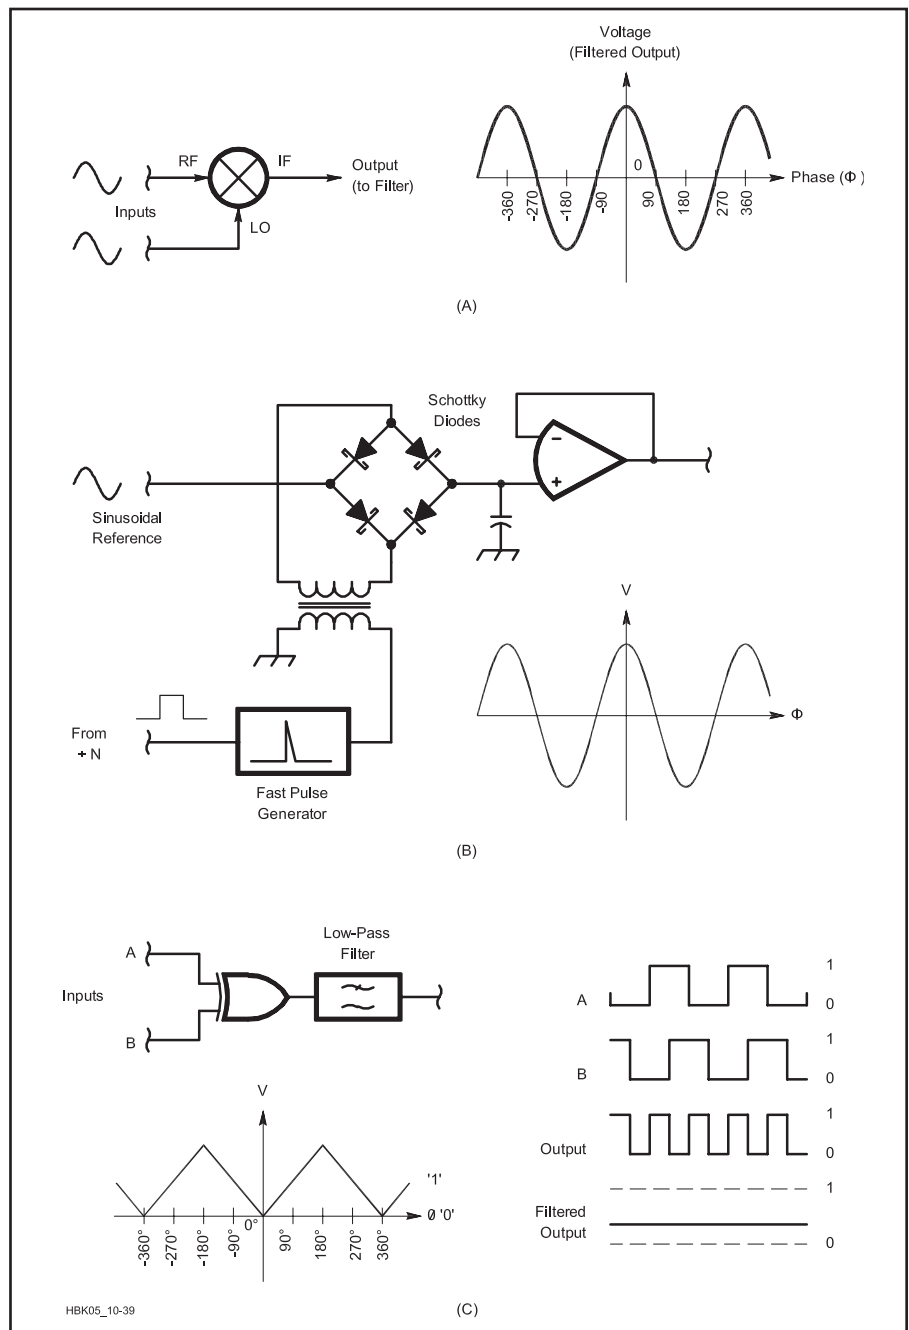 Voltage
(Filtered Output)
RF
IF
Output
(to Filter)
Inputs
LO
0
Phase (Φ)
-360
-270
-180
-90
90
180
270
360
(A)
Schottky
Diodes
−
+
Sinusoidal
Reference
V
Φ
From
÷ N
Fast Pulse
Generator
(B)
Low-Pass
Filter
A
Inputs
B
A
1
0
B
1
0
Output
1
0
1
Filtered
Output
0
V
'1'
ø '0'
0°
-360°
-270°
-180°
-90°
90°
180°
270°
360°
HBK05_10-39
(C)